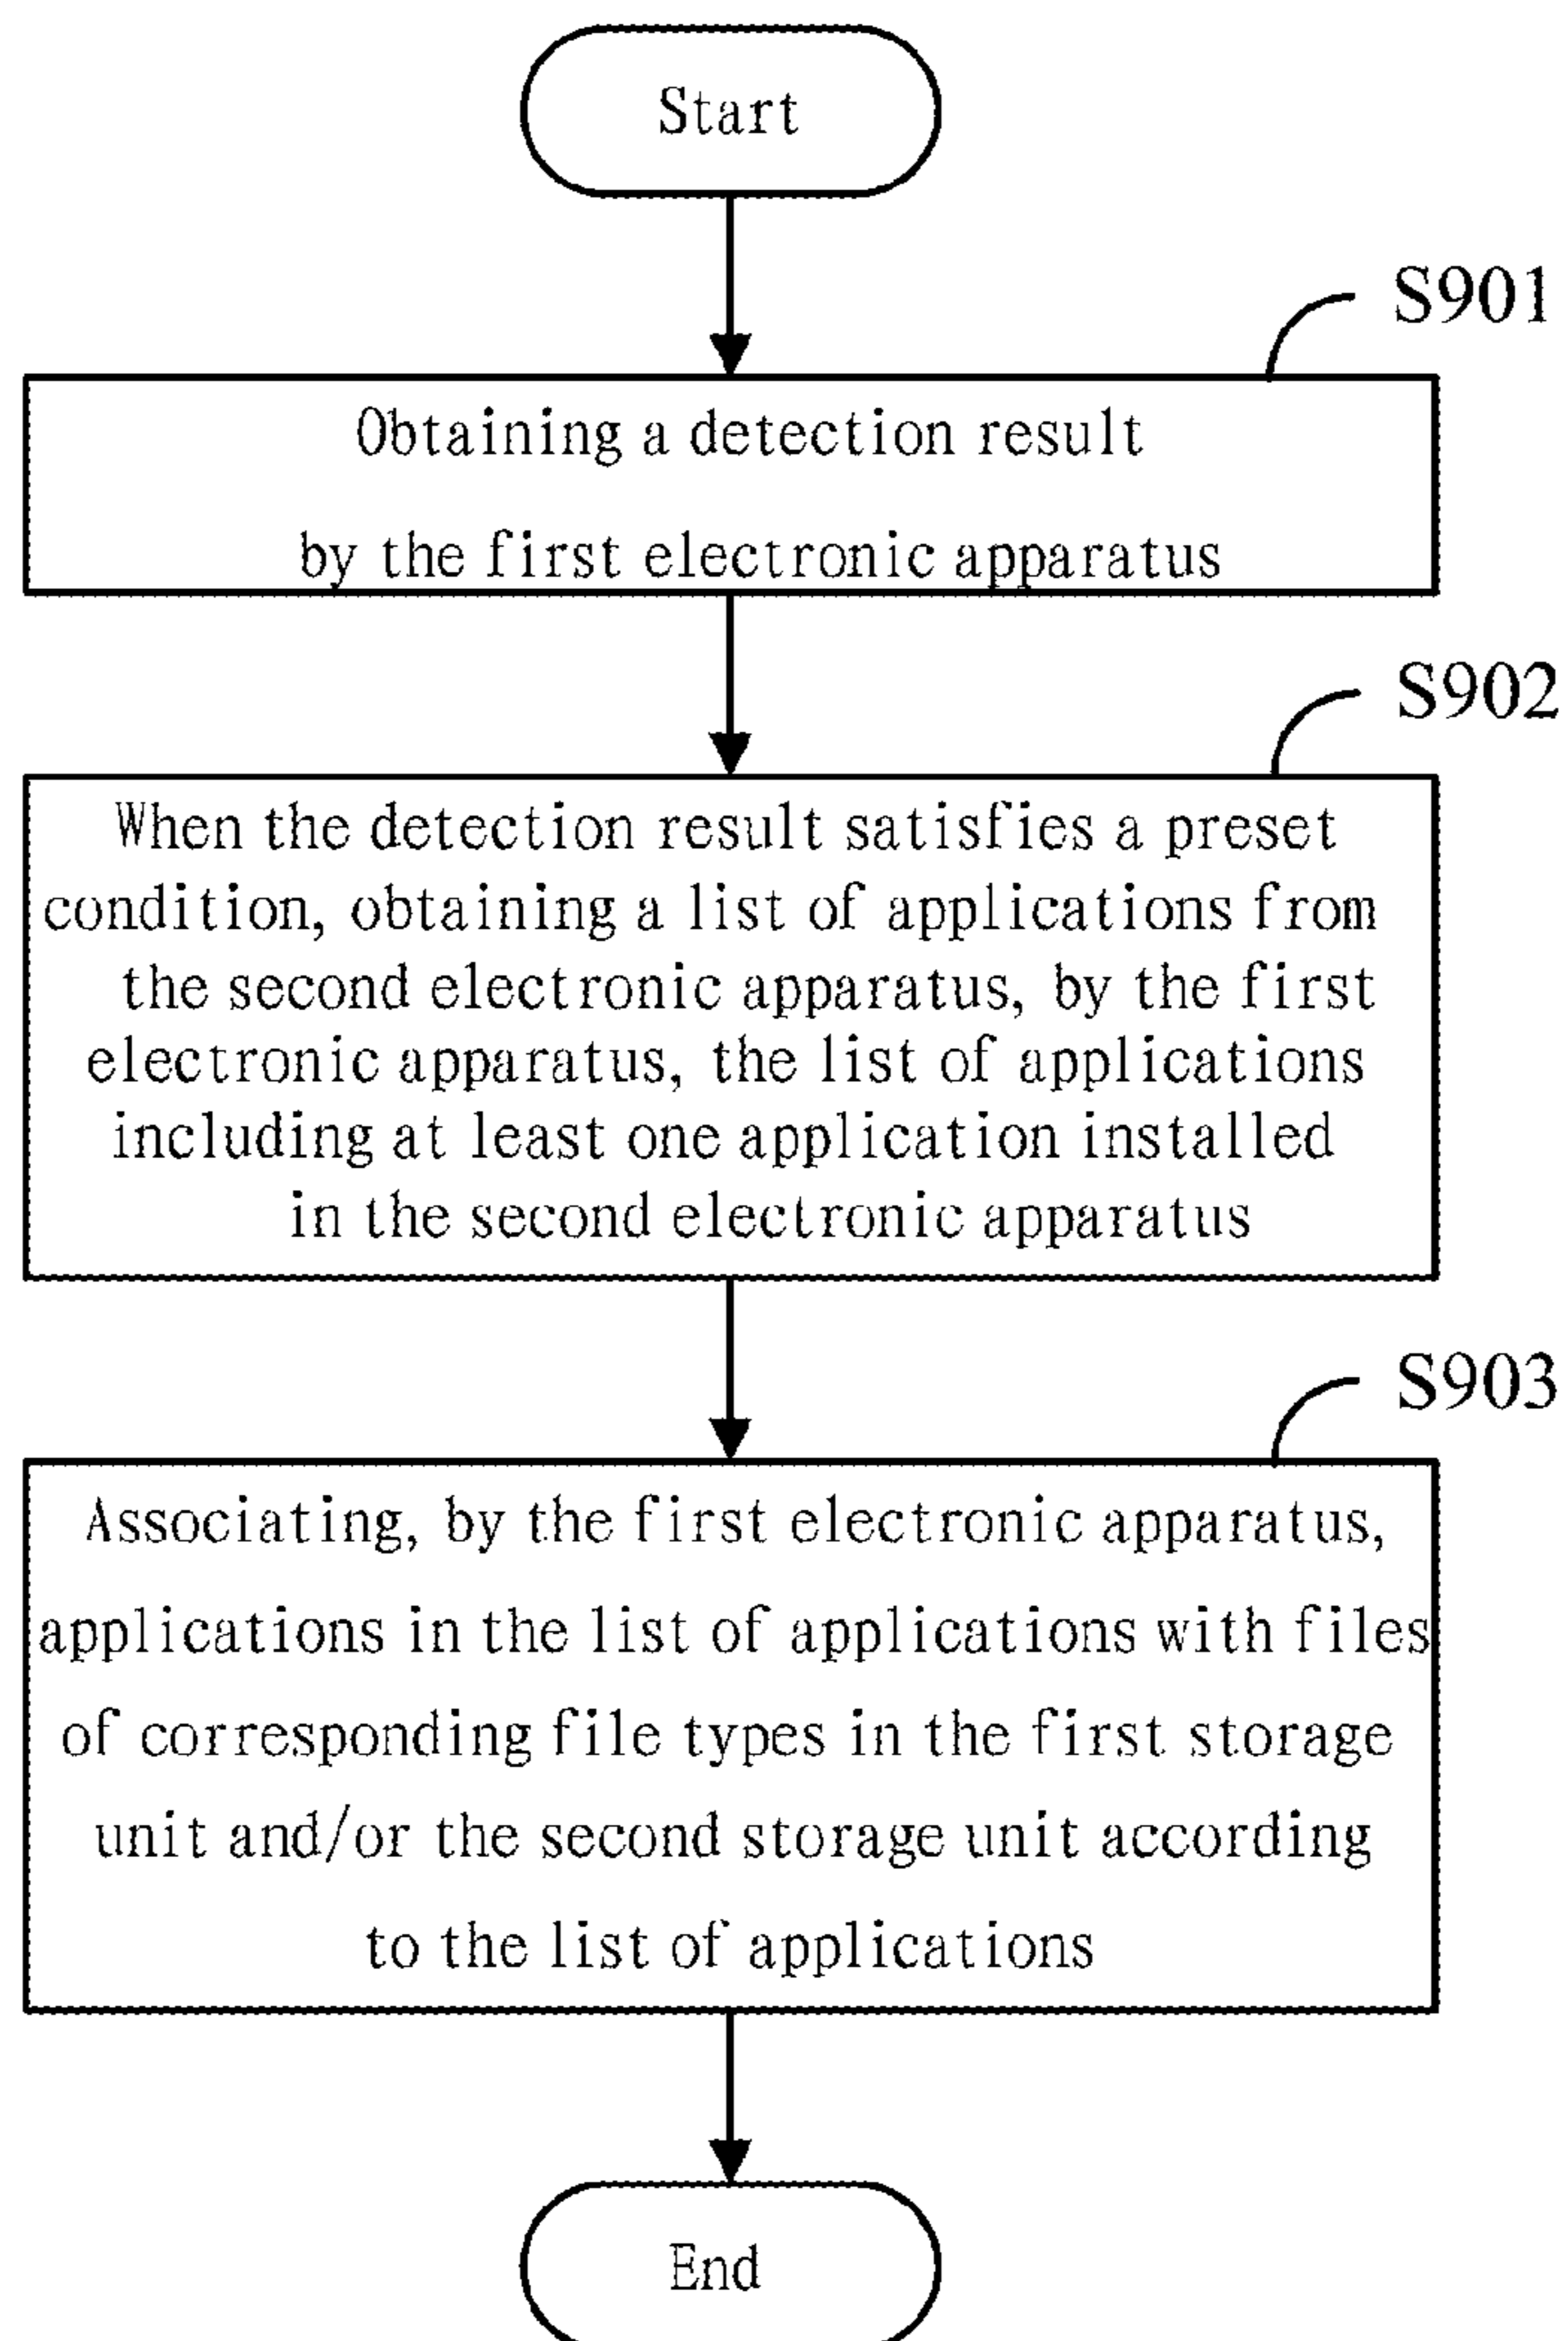 Start
S901
Obtaining a detection result
by the first electronic apparatus
S902
When the detection result satisfies a preset
condition, obtaining a list of applications from
the second electronic apparatus, by the first
electronic apparatus, the list of applications
including at least one application installed
in the second electronic apparatus
S903
Associating, by the first electronic apparatus,
applications in the list of applications with files
of corresponding file types in the first storage
unit and/or the second storage unit according
to the list of applications
End